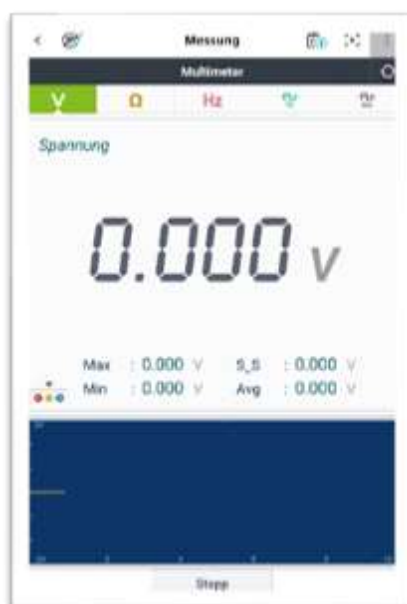 Messung
Multimeter
V Ω Hz
Spannung
0.000 V
Max : 0.000 V S_S : 0.000 V
Min : 0.000 V Avg : 0.000 V
Stopp